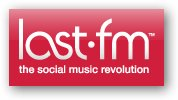 last·fm™
the social music revolution